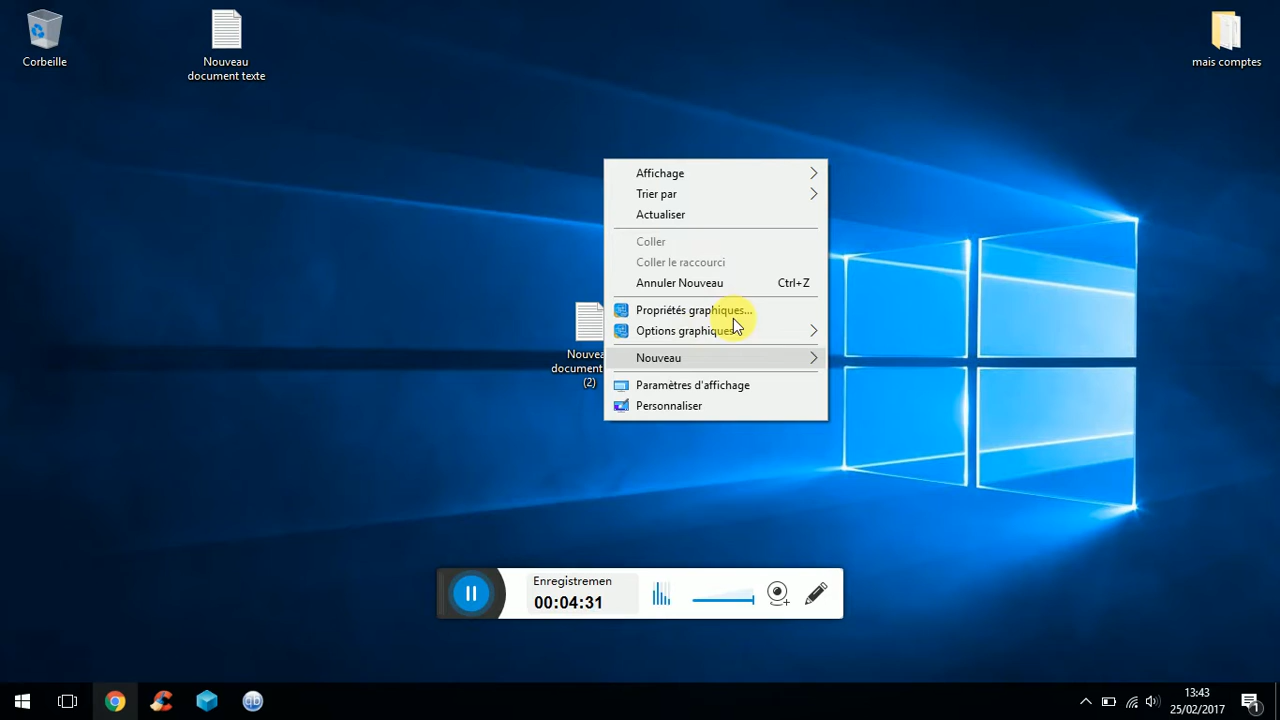 Corbeille
Nouveau
document texte
mais comptes
Affichage
Trier par
Actualiser
Coller
Coller le raccourci
Annuler Nouveau Ctrl+Z
Propriétés graphiques...
Options graphiques
Nouveau
Paramètres d'affichage
Personnaliser
document
(2)
Enregistremen
00:04:31
13:43
25/02/2017
1